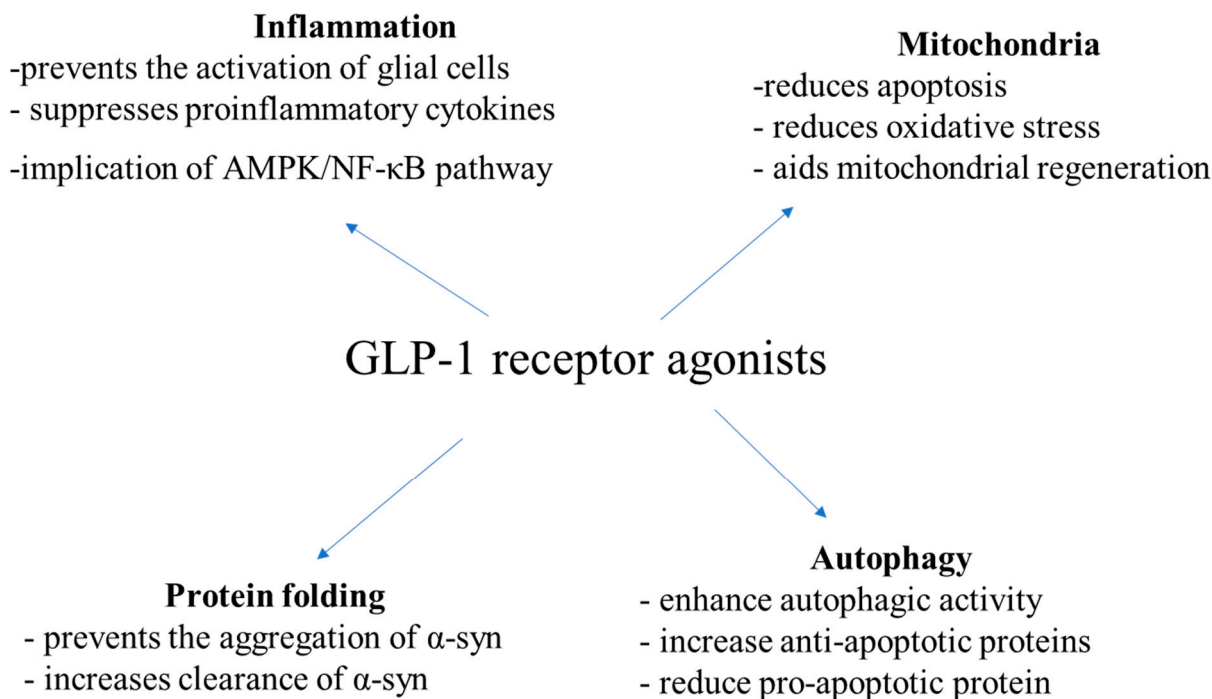 Inflammation
-prevents the activation of glial cells
- suppresses proinflammatory cytokines
-implication of AMPK/NF-κB pathway
Mitochondria
-reduces apoptosis
- reduces oxidative stress
- aids mitochondrial regeneration
GLP-1 receptor agonists
Protein folding
- prevents the aggregation of α-syn
- increases clearance of α-syn
Autophagy
- enhance autophagic activity
- increase anti-apoptotic proteins
- reduce pro-apoptotic protein